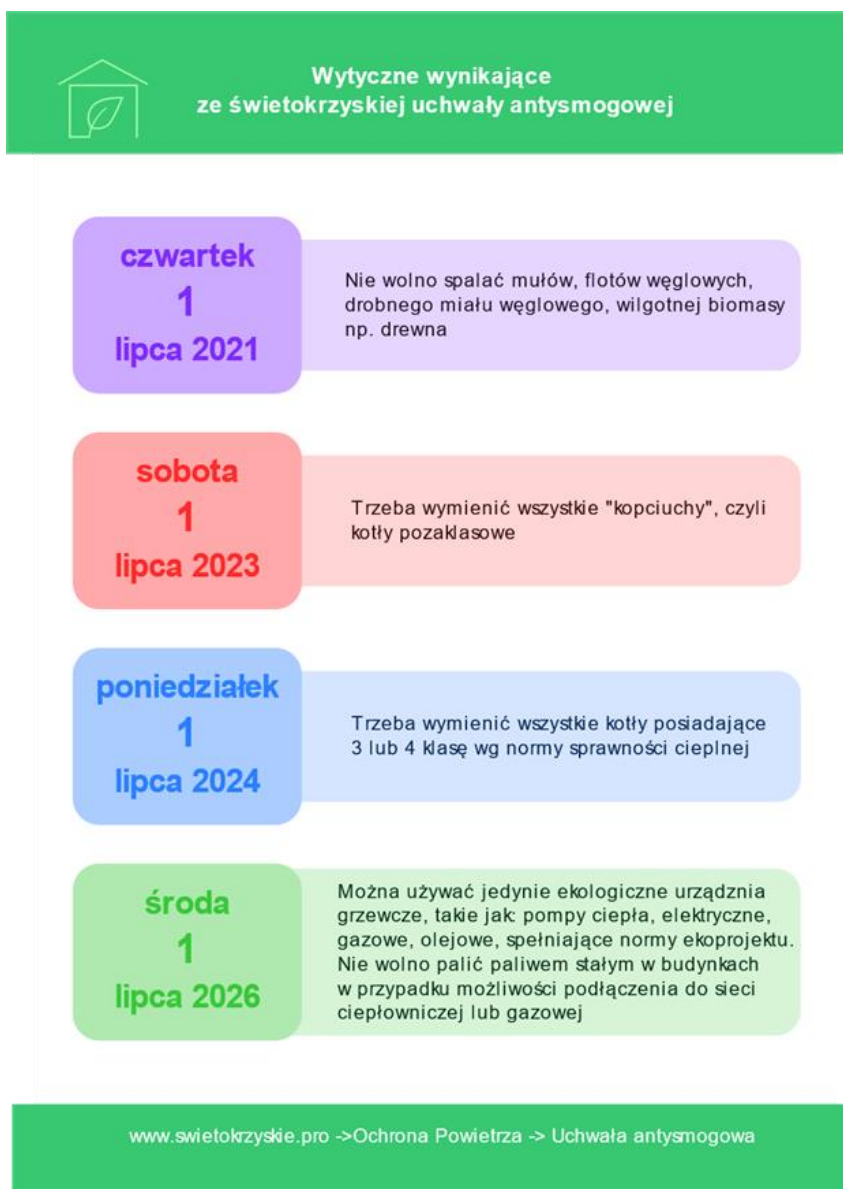 Wytyczne wynikające
ze świetokrzyskiej uchwały antysmogowej
czwartek
1
lipca 2021
Nie wolno spalać mułów, flotów węglowych,
drobnego miału węglowego, wilgotnej biomasy
np. drewna
sobota
1
lipca 2023
Trzeba wymienić wszystkie "kopciuchy", czyli
kotły pozaklasowe
poniedziałek
1
lipca 2024
Trzeba wymienić wszystkie kotły posiadające
3 lub 4 klasę wg normy sprawności cieplnej
środa
1
lipca 2026
Można używać jedynie ekologiczne urządznia
grzewcze, takie jak: pompy ciepła, elektryczne,
gazowe, olejowe, spełniające normy ekoprojektu.
Nie wolno palić paliwem stałym w budynkach
w przypadku możliwości podłączenia do sieci
ciepłowniczej lub gazowej
www.swietokrzyskie.pro ->Ochrona Powietrza -> Uchwała antysmogowa